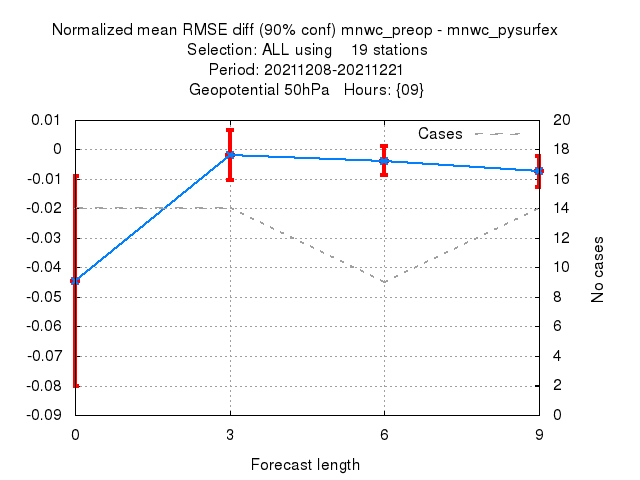 Normalized mean RMSE diff (90% conf) mnwc_preop - mnwc_pysurfex
Selection: ALL using 19 stations
Period: 20211208-20211221
Geopotential 50hPa Hours: {09}
Cases
0.01
0
-0.01
-0.02
-0.03
-0.04
-0.05
-0.06
-0.07
-0.08
-0.09
20
18
16
14
12
10
8
6
4
2
0
No cases
0 3 6 9
Forecast length